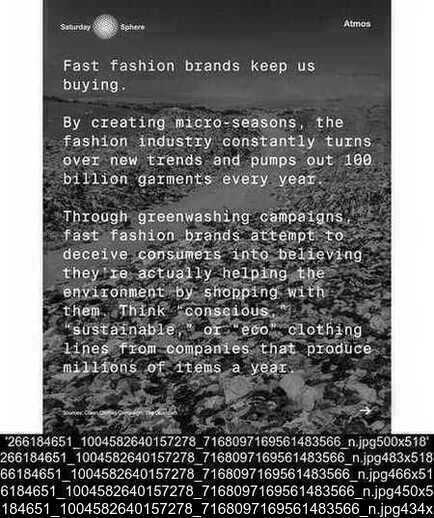 Saturday Sphere
Atmos
Fast fashion brands keep us
buying.
By creating micro-seasons, the
fashion industry constantly turns
over new trends and pumps out 100
billion garments every year.
Through greenwashing campaigns,
fast fashion brands attempt to
deceive consumers into believing
they're actually helping the
environment by shopping with
them. Think “conscious,”
“sustainable,” or “eco” clothing
lines from companies that produce
millions of items a year.
Sources: Clean Clothes Campaign, The Guardian
→
'266184651_1004582640157278_7168097169561483566_n.jpg500x518'
266184651_1004582640157278_7168097169561483566_n.jpg483x518
66184651_1004582640157278_7168097169561483566_n.jpg466x51
6184651_1004582640157278_7168097169561483566_n.jpg450x5
184651_1004582640157278_7168097169561483566_n.jpg434x